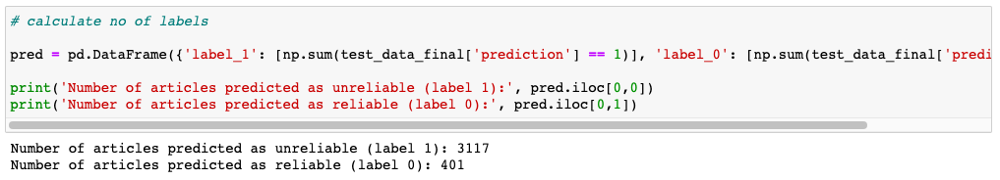 # calculate no of labels
pred = pd.DataFrame({'label_1': [np.sum(test_data_final['prediction'] == 1)], 'label_0': [np.sum(test_data_final['predi
print('Number of articles predicted as unreliable (label 1):', pred.iloc[0,0])
print('Number of articles predicted as reliable (label 0):', pred.iloc[0,1])
Number of articles predicted as unreliable (label 1): 3117
Number of articles predicted as reliable (label 0): 401